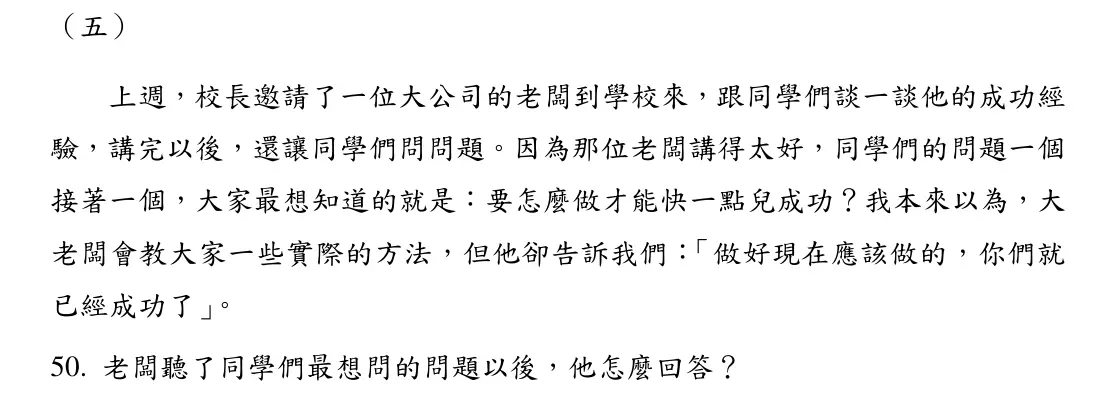 （五）
上週，校長邀請了一位大公司的老闆到學校來，跟同學們談一談他的成功經
驗，講完以後，還讓同學們問問題。因為那位老闆講得太好，同學們的問題一個
接著一個，大家最想知道的就是：要怎麼做才能快一點兒成功？我本來以為，大
老闆會教大家一些實際的方法，但他卻告訴我們：「做好現在應該做的，你們就
已經成功了」。
50. 老闆聽了同學們最想問的問題以後，他怎麼回答？